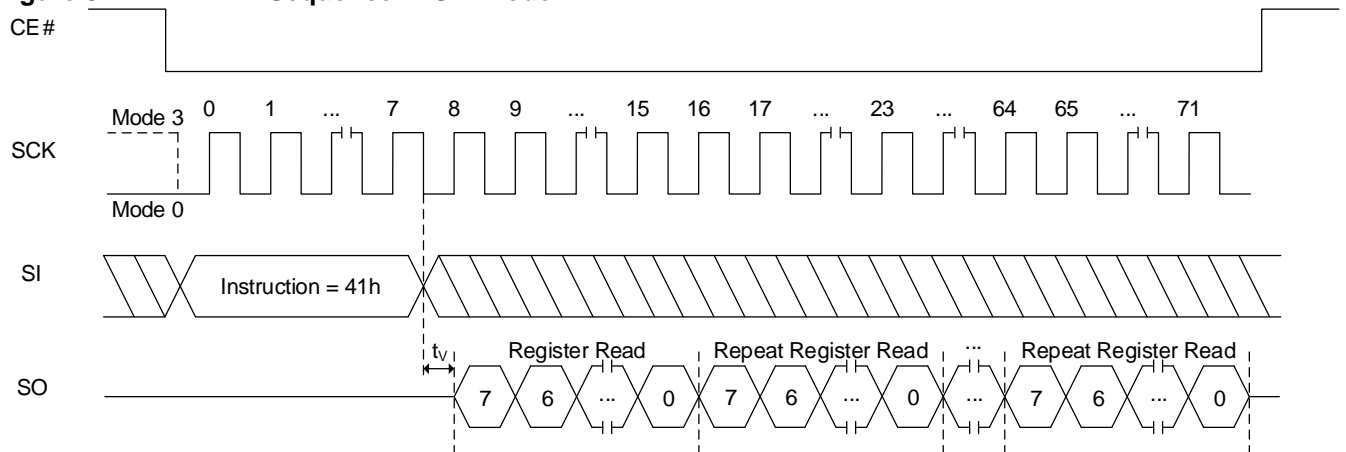 CE#
0 1 ... 7 8 9 ... 15 16 17 ... 23 ... 64 65 ... 71
Mode 3
SCK
Mode 0
SI
Instruction = 41h
tV Register Read Repeat Register Read ... Repeat Register Read
SO
7 6 ... 0 7 6 ... 0 ... 7 6 ... 0